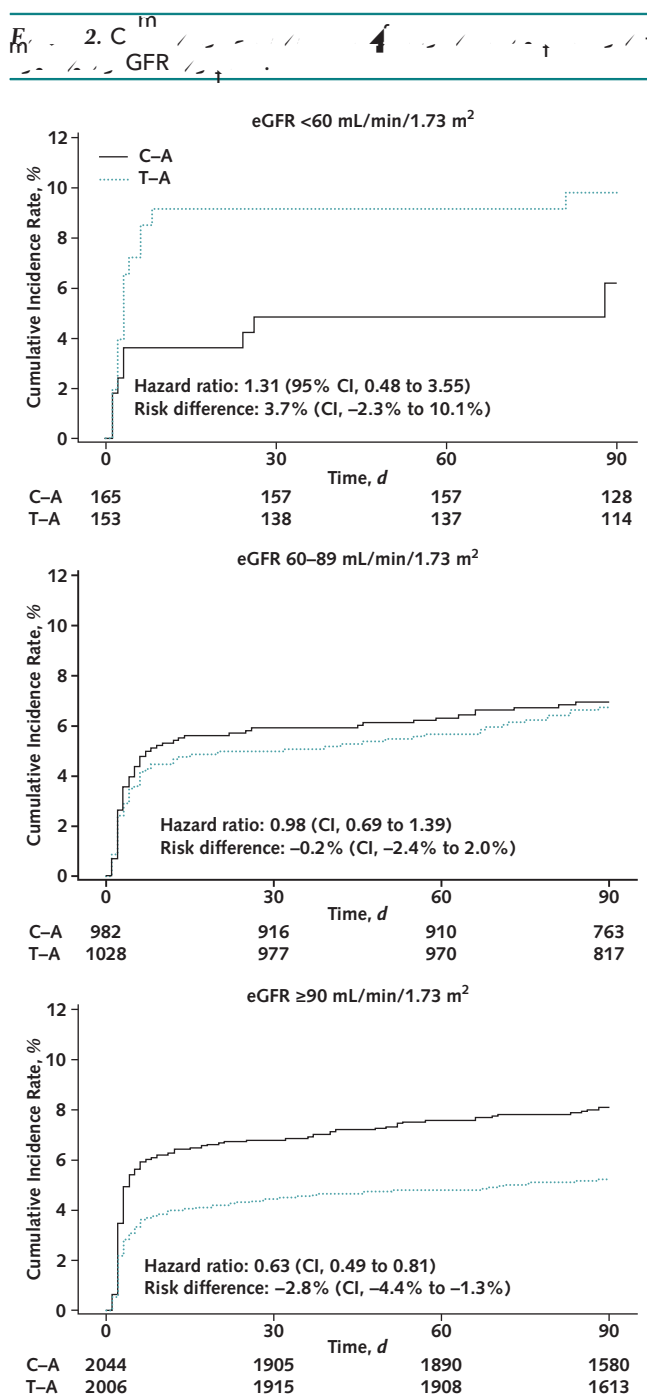 2. C
GFR
eGFR <60 mL/min/1.73 m²
12
C–A
T–A
10
8
6
4
2
0
Cumulative Incidence Rate, %
Hazard ratio: 1.31 (95% CI, 0.48 to 3.55)
Risk difference: 3.7% (CI, –2.3% to 10.1%)
0 30 60 90
Time, d
C–A 165 157 157 128
T–A 153 138 137 114
eGFR 60–89 mL/min/1.73 m²
12
10
8
6
4
2
0
Cumulative Incidence Rate, %
Hazard ratio: 0.98 (CI, 0.69 to 1.39)
Risk difference: –0.2% (CI, –2.4% to 2.0%)
0 30 60 90
Time, d
C–A 982 916 910 763
T–A 1028 977 970 817
eGFR ≥90 mL/min/1.73 m²
12
10
8
6
4
2
0
Cumulative Incidence Rate, %
Hazard ratio: 0.63 (CI, 0.49 to 0.81)
Risk difference: –2.8% (CI, –4.4% to –1.3%)
0 30 60 90
Time, d
C–A 2044 1905 1890 1580
T–A 2006 1915 1908 1613